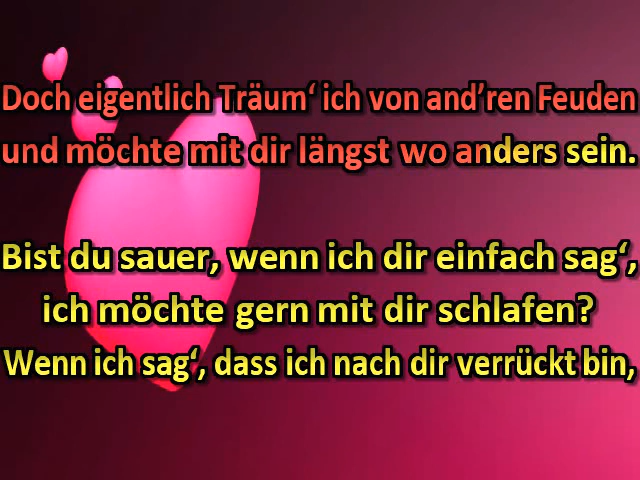 Doch eigentlich Träum‘ ich von and’ren Feuden
und möchte mit dir längst wo anders sein.
Bist du sauer, wenn ich dir einfach sag‘,
ich möchte gern mit dir schlafen?
Wenn ich sag‘, dass ich nach dir verrückt bin,